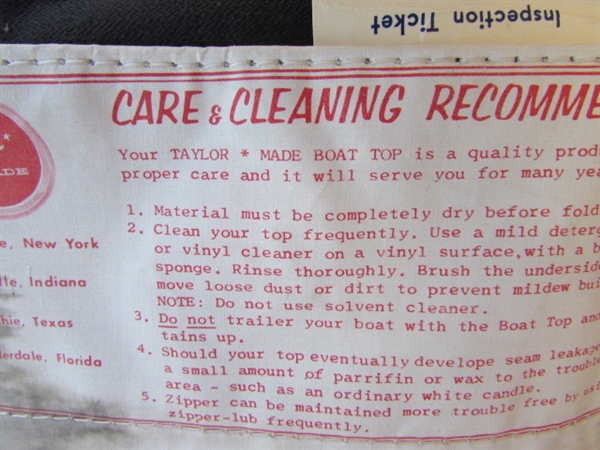 Inspection Ticket
CARE & CLEANING RECOMME
Your TAYLOR * MADE BOAT TOP is a quality produ
proper care and it will serve you for many yea
1. Material must be completely dry before fold
2. Clean your top frequently. Use a mild deterg
or vinyl cleaner on a vinyl surface, with a b
sponge. Rinse thoroughly. Brush the undersid
move loose dust or dirt to prevent mildew bui
NOTE: Do not use solvent cleaner.
3. Do not trailer your boat with the Boat Top and
tains up.
4. Should your top eventually develope seam leakage
a small amount of parrifin or wax to the trouble
area - such as an ordinary white candle.
5. Zipper can be maintained more trouble free by usi
zipper-lub frequently.
ADE
e, New York
lle, Indiana
hie, Texas
derdale, Florida